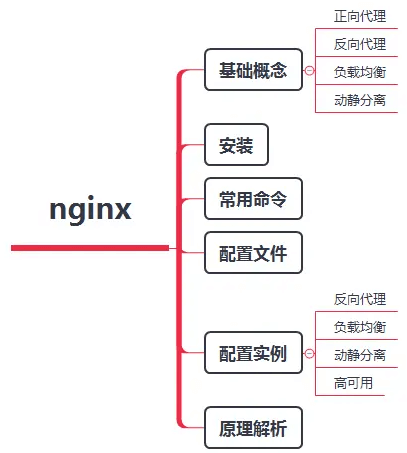 nginx
基础概念
正向代理
反向代理
负载均衡
动静分离
安装
常用命令
配置文件
配置实例
反向代理
负载均衡
动静分离
高可用
原理解析